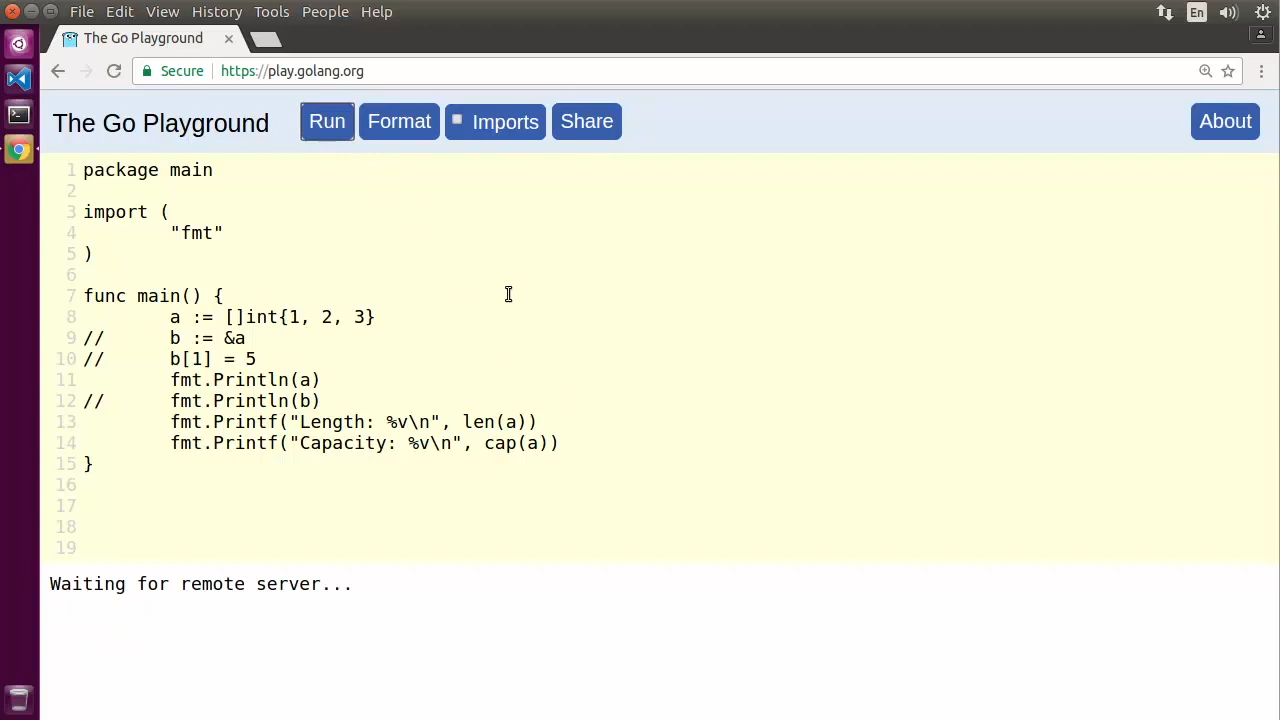 File Edit View History Tools People Help
En
The Go Playground
Secure https://play.golang.org
The Go Playground Run Format Imports Share About
1 package main
2
3 import (
4 "fmt"
5 )
6
7 func main() {
8 a := []int{1, 2, 3}
9 // b := &a
10 // b[1] = 5
11 fmt.Println(a)
12 // fmt.Println(b)
13 fmt.Printf("Length: %v\n", len(a))
14 fmt.Printf("Capacity: %v\n", cap(a))
15 }
16
17
18
19
Waiting for remote server...